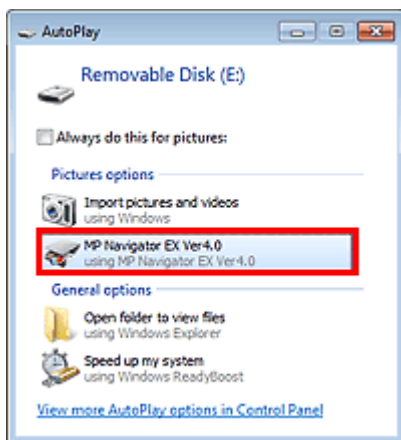 AutoPlay
Removable Disk (E:)
Always do this for pictures:
Pictures options
Import pictures and videos
using Windows
MP Navigator EX Ver4.0
using MP Navigator EX Ver4.0
General options
Open folder to view files
using Windows Explorer
Speed up my system
using Windows ReadyBoost
View more AutoPlay options in Control Panel